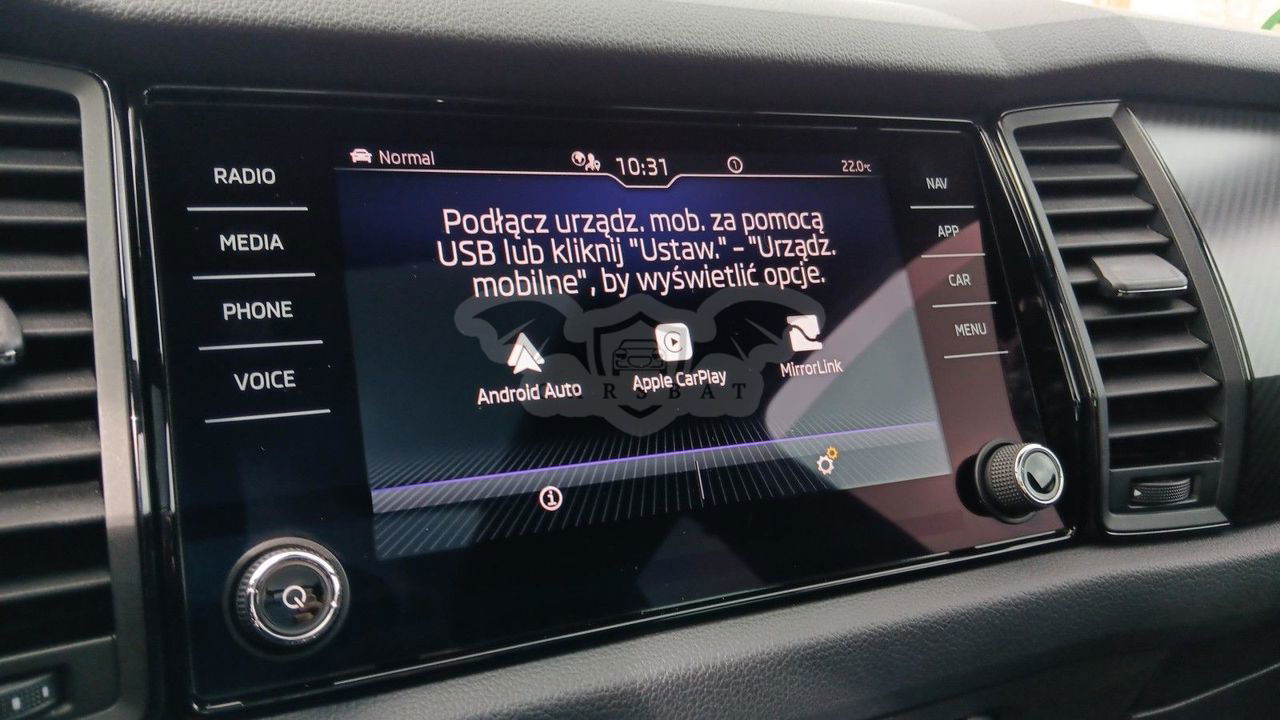 RADIO
MEDIA
PHONE
VOICE
Normal
10:31
22.0°C
Podłącz urządz. mob. za pomocą
USB lub kliknij "Ustaw." – "Urządz.
mobilne", by wyświetlić opcje.
Android Auto
Apple CarPlay
MirrorLink
CARSBAT
NAV
APP
CAR
MENU